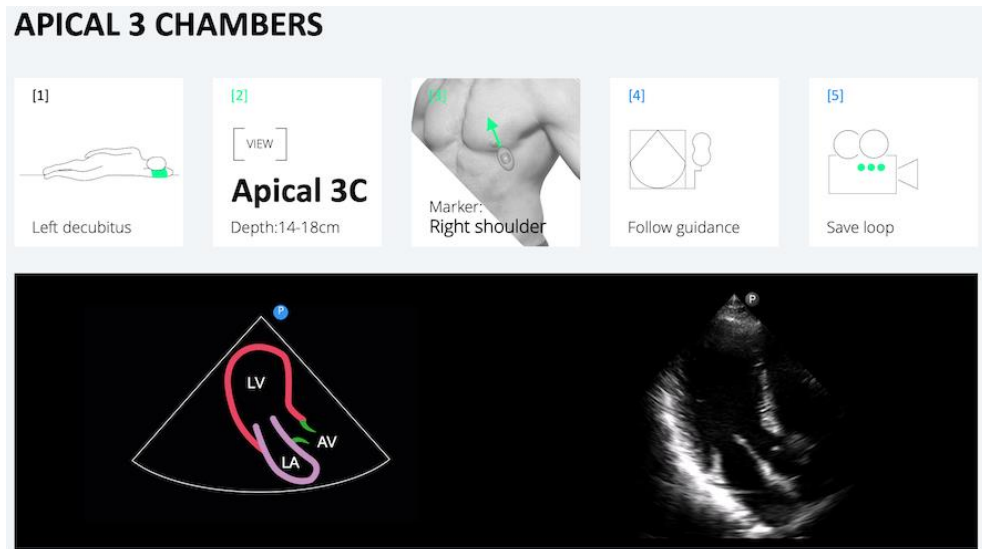 APICAL 3 CHAMBERS
[1]
Left decubitus
[2]
VIEW
Apical 3C
Depth:14-18cm
[3]
Marker:
Right shoulder
[4]
Follow guidance
[5]
Save loop
P
LV
AV
LA
P